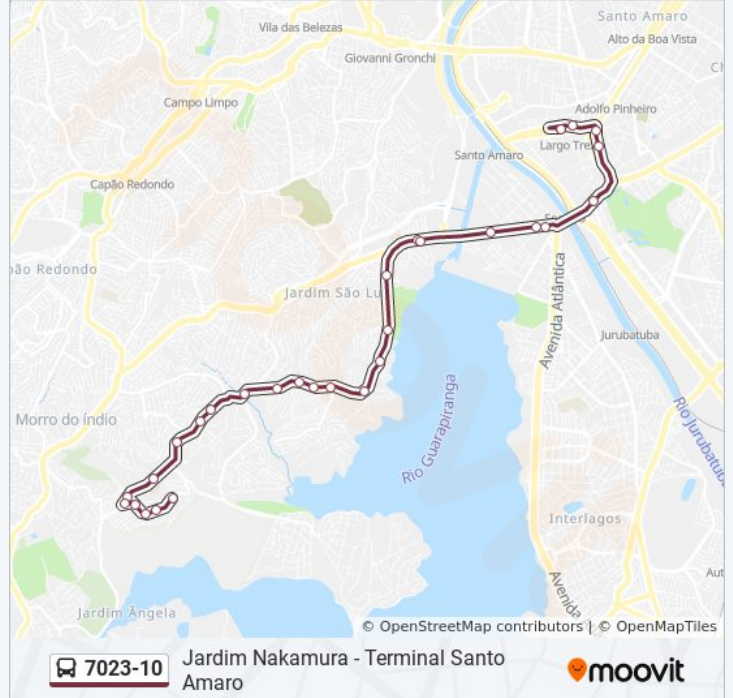 Santo Amaro
Vila das Belezas
Alto da Boa Vista
Giovanni Gronchi
Campo Limpo
Adolfo Pinheiro
Largo Tre
Santo Amaro
Capão Redondo
ão Redondo
Jardim São Lu
Avenida Atlântica
Jurubatuba
Rio Guarapiranga
Morro do Índio
Rio Jurubatub
Interlagos
Aut
Avenida
Jardim Ângela
© OpenStreetMap contributors | © OpenMapTiles
7023-10
Jardim Nakamura - Terminal Santo
Amaro
moovit